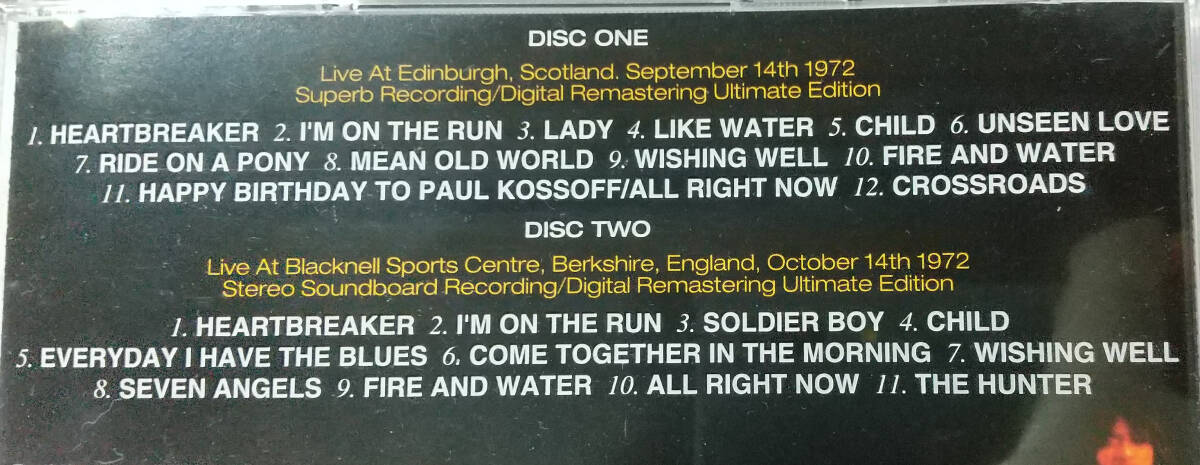 DISC ONE
Live At Edinburgh, Scotland. September 14th 1972
Superb Recording/Digital Remastering Ultimate Edition
1. HEARTBREAKER 2. I'M ON THE RUN 3. LADY 4. LIKE WATER 5. CHILD 6. UNSEEN LOVE
7. RIDE ON A PONY 8. MEAN OLD WORLD 9. WISHING WELL 10. FIRE AND WATER
11. HAPPY BIRTHDAY TO PAUL KOSSOFF/ALL RIGHT NOW 12. CROSSROADS
DISC TWO
Live At Blacknell Sports Centre, Berkshire, England, October 14th 1972
Stereo Soundboard Recording/Digital Remastering Ultimate Edition
1. HEARTBREAKER 2. I'M ON THE RUN 3. SOLDIER BOY 4. CHILD
5. EVERYDAY I HAVE THE BLUES 6. COME TOGETHER IN THE MORNING 7. WISHING WELL
8. SEVEN ANGELS 9. FIRE AND WATER 10. ALL RIGHT NOW 11. THE HUNTER